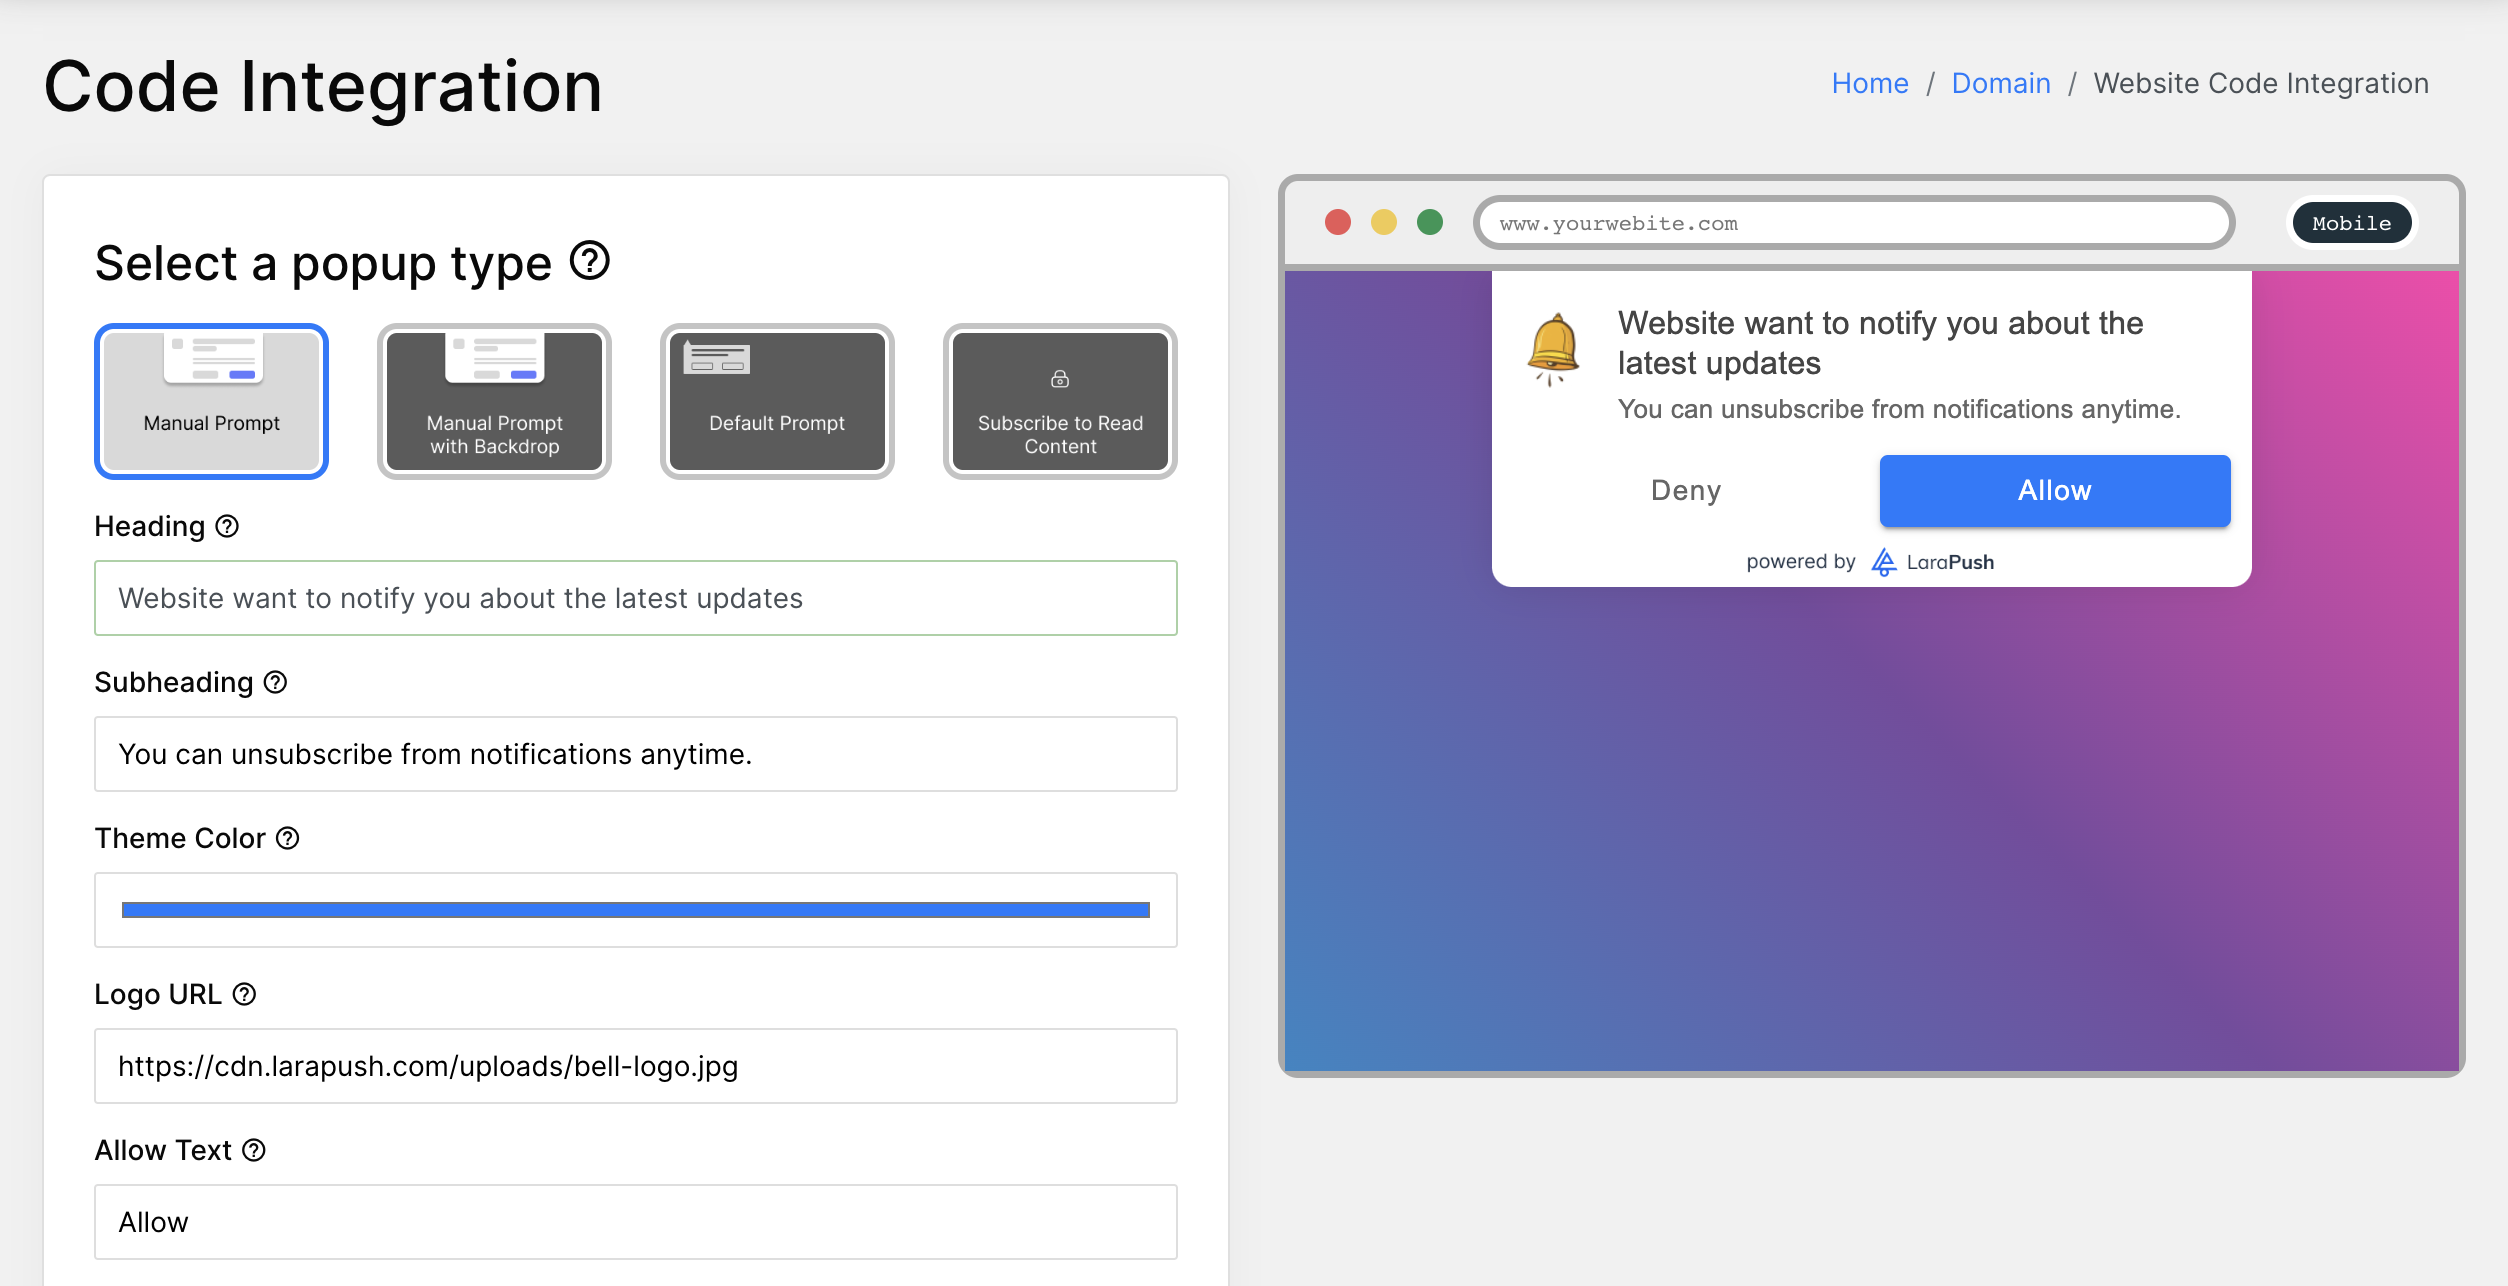 Code Integration
Home / Domain / Website Code Integration
Select a popup type
Manual Prompt
Manual Prompt
with Backdrop
Default Prompt
Subscribe to Read
Content
Heading
Website want to notify you about the latest updates
Subheading
You can unsubscribe from notifications anytime.
Theme Color
Logo URL
https://cdn.larapush.com/uploads/bell-logo.jpg
Allow Text
Allow
www.yourwebite.com
Mobile
Website want to notify you about the
latest updates
You can unsubscribe from notifications anytime.
Deny
Allow
powered by LaraPush